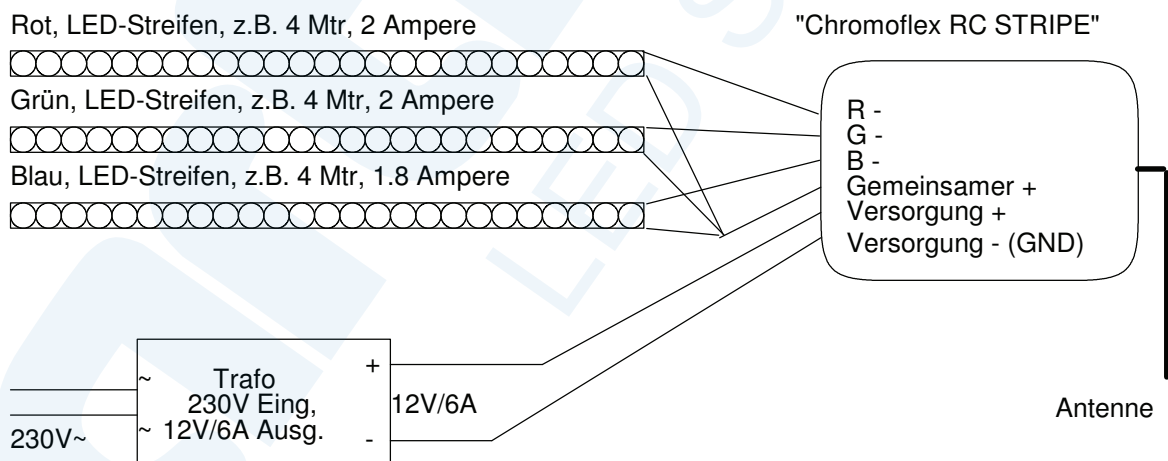 Rot, LED-Streifen, z.B. 4 Mtr, 2 Ampere
"Chromoflex RC STRIPE"
Grün, LED-Streifen, z.B. 4 Mtr, 2 Ampere
Blau, LED-Streifen, z.B. 4 Mtr, 1.8 Ampere
R -
G -
B -
Gemeinsamer +
Versorgung +
Versorgung - (GND)
~ Trafo +
230V Eing,
12V/6A
230V~
~ 12V/6A Ausg. -
Antenne
LED S